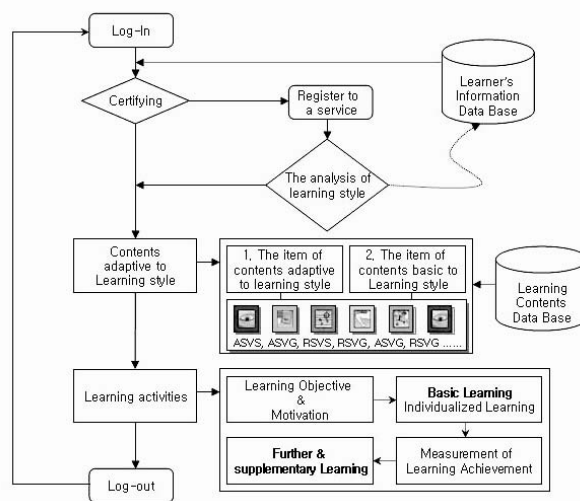 Log-In
Certifying
Register to
a service
Learner's
Information
Data Base
The analysis of
learning style
Contents
adaptive to
Learning style
1, The item of
contents adaptive
to learning style
2, The item of
contents basic to
Learning style
Learning
Contents
Data Base
ASVS, ASVG, RSVS, RSVG, ASVG, RSVG ......
Learning activities
Learning Objective
&
Motivation
Basic Learning
Individualized Learning
Further &
supplementary Learning
Measurement of
Learning Achievement
Log-out